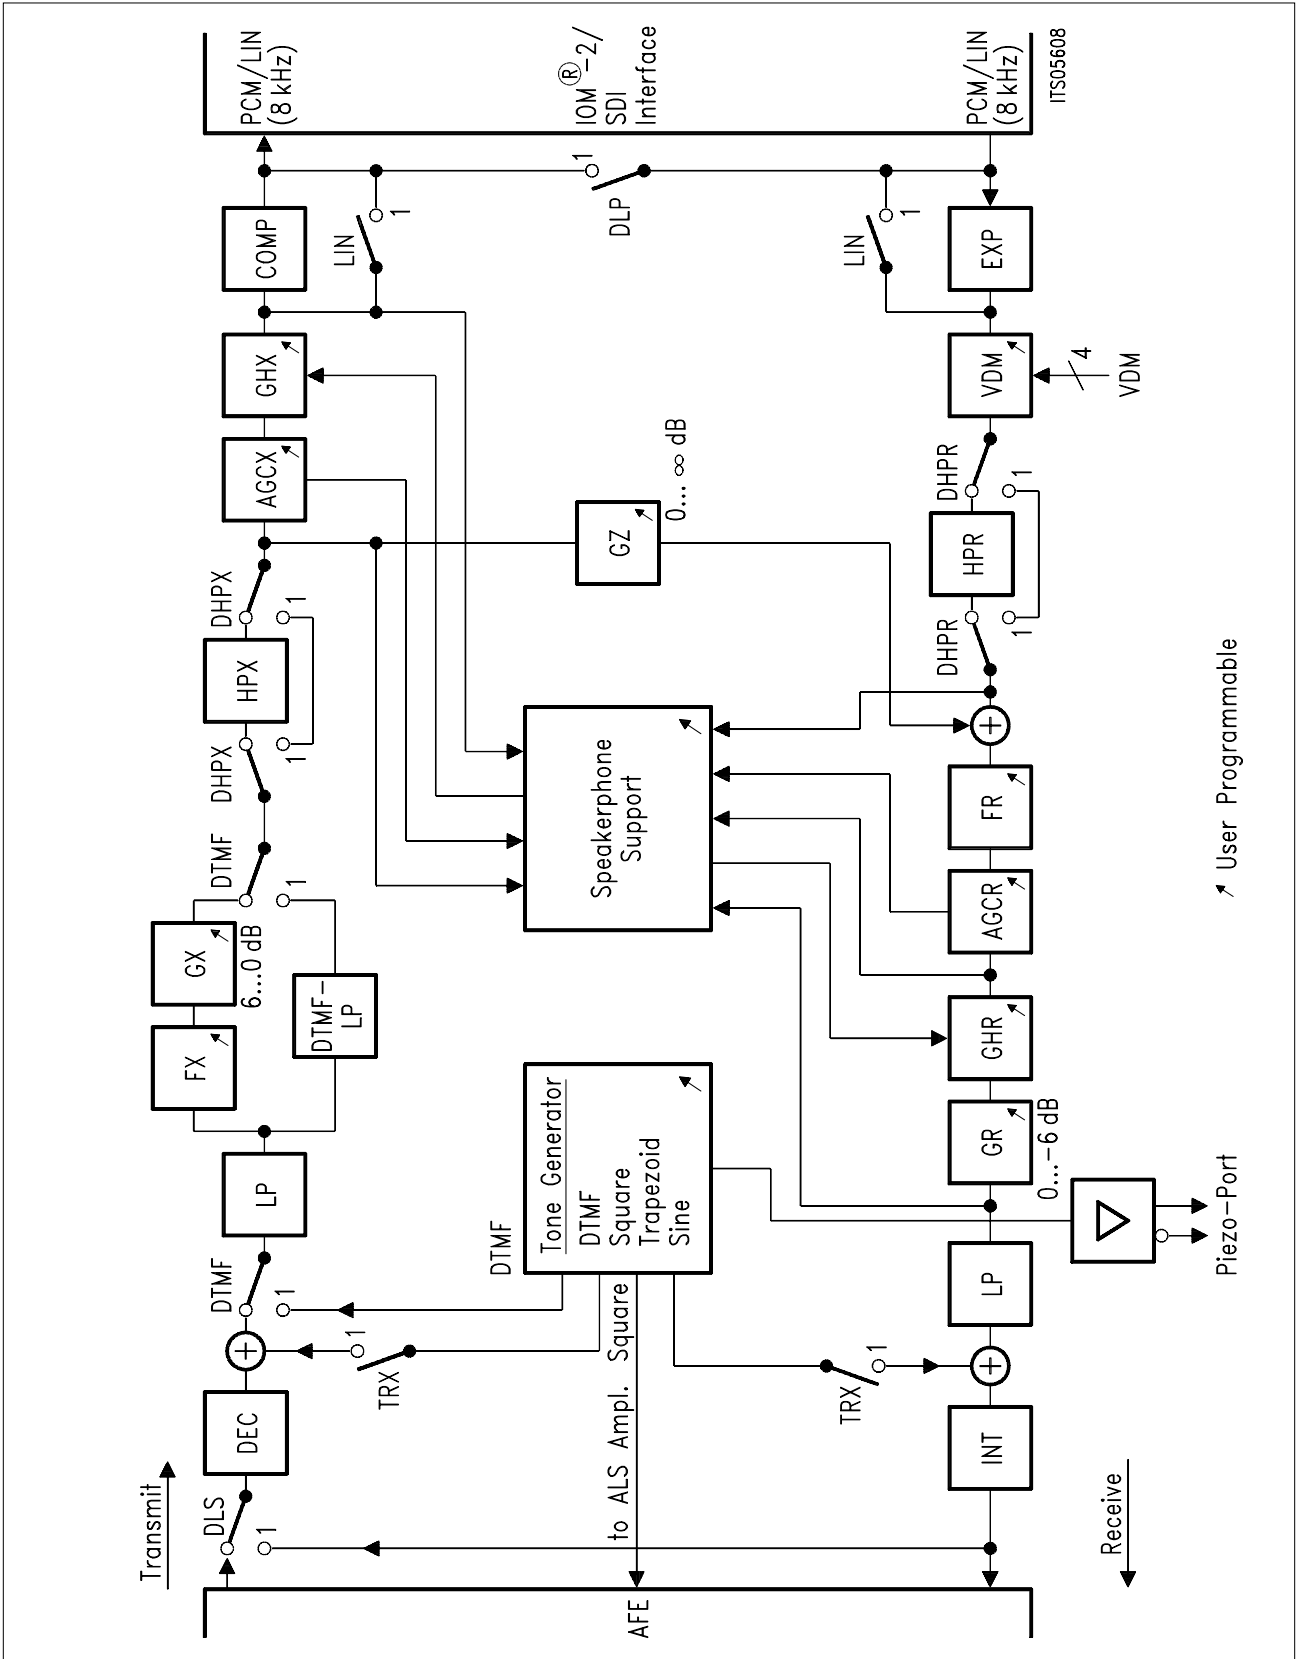 Transmit
DLS
1
DEC
TRX
1
DTMF
1
LP
FX
GX
6...0 dB
DTMF-
LP
DTMF
1
DHPX
1
HPX
DHPX
1
AGCX
GHX
COMP
LIN
1
PCM/LIN
(8 kHz)
AFE
to ALS Ampl. Square
DTMF
Tone Generator
DTMF
Square
Trapezoid
Sine
Speakerphone
Support
GZ
0... ∞ dB
DLP
1
IOM®-2/
SDI
Interface
Receive
INT
TRX
1
LP
GR
0...-6 dB
GHR
AGCR
FR
DHPR
1
HPR
DHPR
1
VDM
4
VDM
EXP
LIN
1
PCM/LIN
(8 kHz)
Piezo-Port
User Programmable
ITS05608